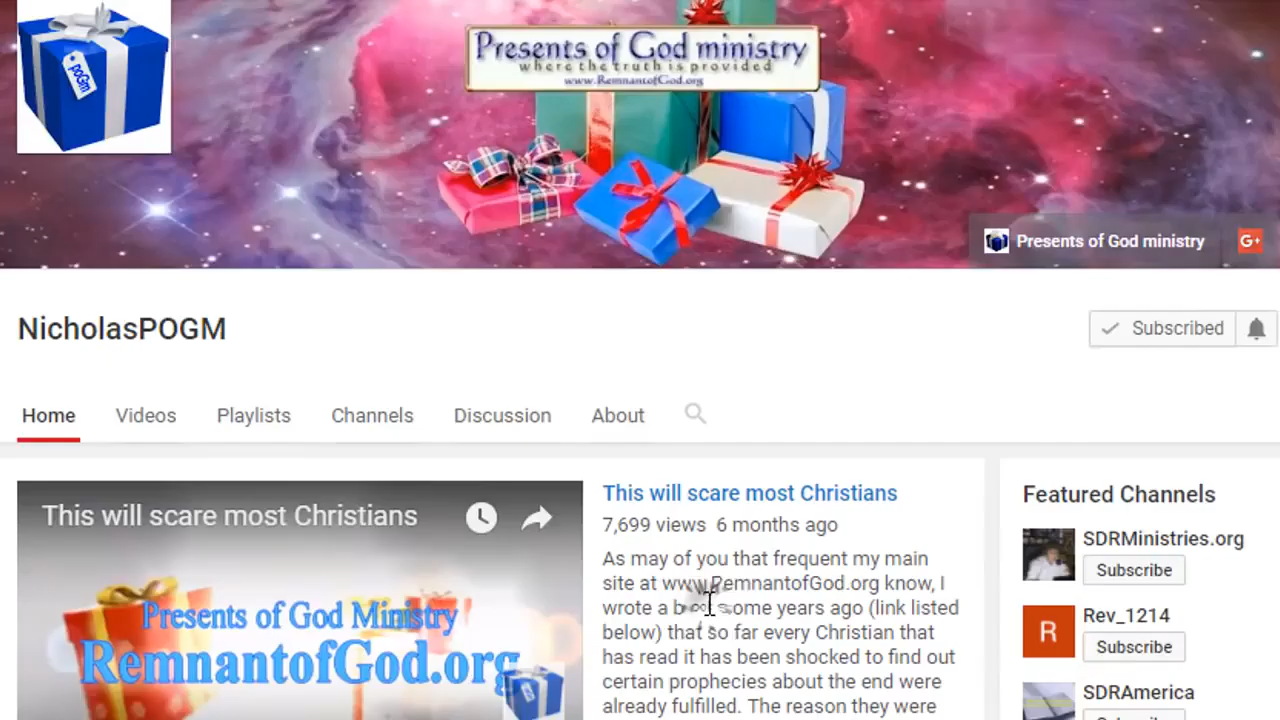 poGm
Presents of God ministry
where the truth is provided
www.RemnantofGod.org
Presents of God ministry
G+
NicholasPOGM
Subscribed
Home Videos Playlists Channels Discussion About
This will scare most Christians
Presents of God Ministry
RemnantofGod.org
This will scare most Christians
7,699 views 6 months ago
As may of you that frequent my main
site at www.RemnantofGod.org know, I
wrote a some years ago (link listed
below) that so far every Christian that
has read it has been shocked to find out
certain prophecies about the end were
already fulfilled. The reason they were
Featured Channels
SDRMinistries.org
Subscribe
R
Rev_1214
Subscribe
SDRAmerica